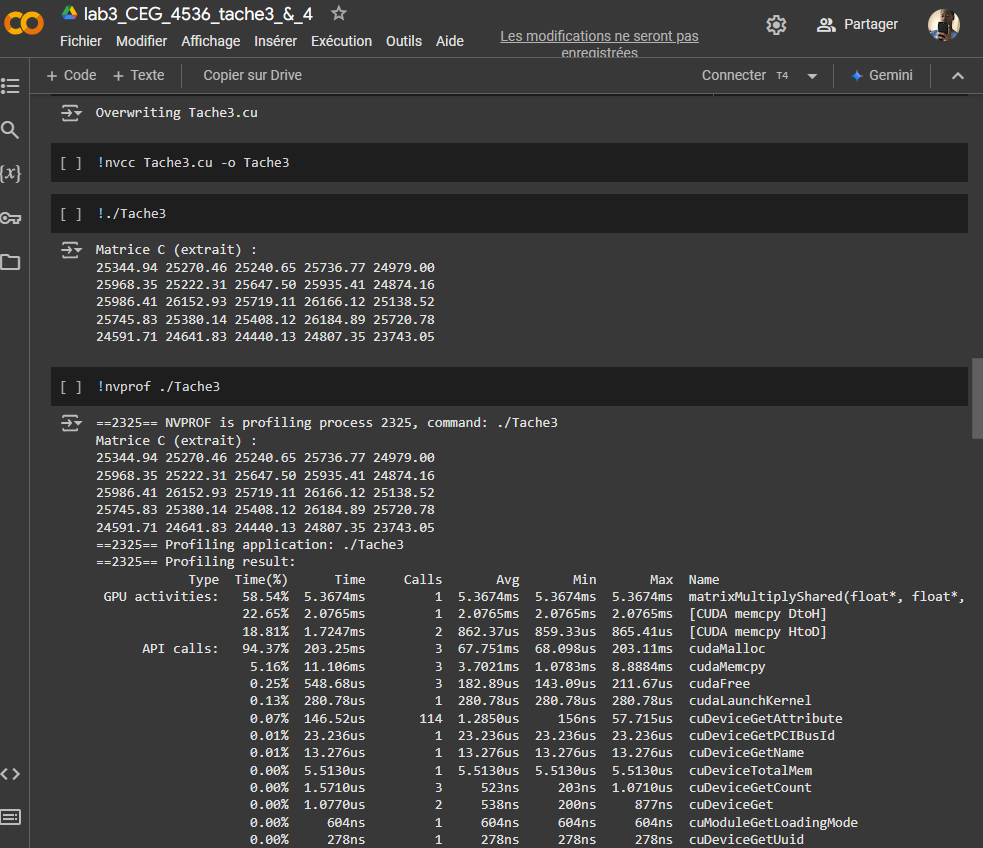 lab3_CEG_4536_tache3_&_4
Fichier Modifier Affichage Insérer Exécution Outils Aide
Les modifications ne seront pas
enregistrées
Partager
+ Code + Texte Copier sur Drive
Connecter T4
Gemini
Overwriting Tache3.cu
[ ] !nvcc Tache3.cu -o Tache3
[ ] !./Tache3
Matrice C (extrait) :
25344.94 25270.46 25240.65 25736.77 24979.00
25968.35 25222.31 25647.50 25935.41 24874.16
25986.41 26152.93 25719.11 26166.12 25138.52
25745.83 25380.14 25408.12 26184.89 25720.78
24591.71 24641.83 24440.13 24807.35 23743.05
[ ] !nvprof ./Tache3
==2325== NVPROF is profiling process 2325, command: ./Tache3
Matrice C (extrait) :
25344.94 25270.46 25240.65 25736.77 24979.00
25968.35 25222.31 25647.50 25935.41 24874.16
25986.41 26152.93 25719.11 26166.12 25138.52
25745.83 25380.14 25408.12 26184.89 25720.78
24591.71 24641.83 24440.13 24807.35 23743.05
==2325== Profiling application: ./Tache3
==2325== Profiling result:
Type Time(%) Time Calls Avg Min Max Name
GPU activities: 58.54% 5.3674ms 1 5.3674ms 5.3674ms 5.3674ms matrixMultiplyShared(float*, float*,
22.65% 2.0765ms 1 2.0765ms 2.0765ms 2.0765ms [CUDA memcpy DtoH]
18.81% 1.7247ms 2 862.37us 859.33us 865.41us [CUDA memcpy HtoD]
API calls: 94.37% 203.25ms 3 67.751ms 68.098us 203.11ms cudaMalloc
5.16% 11.106ms 3 3.7021ms 1.0783ms 8.8884ms cudaMemcpy
0.25% 548.68us 3 182.89us 143.09us 211.67us cudaFree
0.13% 280.78us 1 280.78us 280.78us 280.78us cudaLaunchKernel
0.07% 146.52us 114 1.2850us 156ns 57.715us cuDeviceGetAttribute
0.01% 23.236us 1 23.236us 23.236us 23.236us cuDeviceGetPCIBusId
0.01% 13.276us 1 13.276us 13.276us 13.276us cuDeviceGetName
0.00% 5.5130us 1 5.5130us 5.5130us 5.5130us cuDeviceTotalMem
0.00% 1.5710us 3 523ns 203ns 1.0710us cuDeviceGetCount
0.00% 1.0770us 2 538ns 200ns 877ns cuDeviceGet
0.00% 604ns 1 604ns 604ns 604ns cuModuleGetLoadingMode
0.00% 278ns 1 278ns 278ns 278ns cuDeviceGetUuid